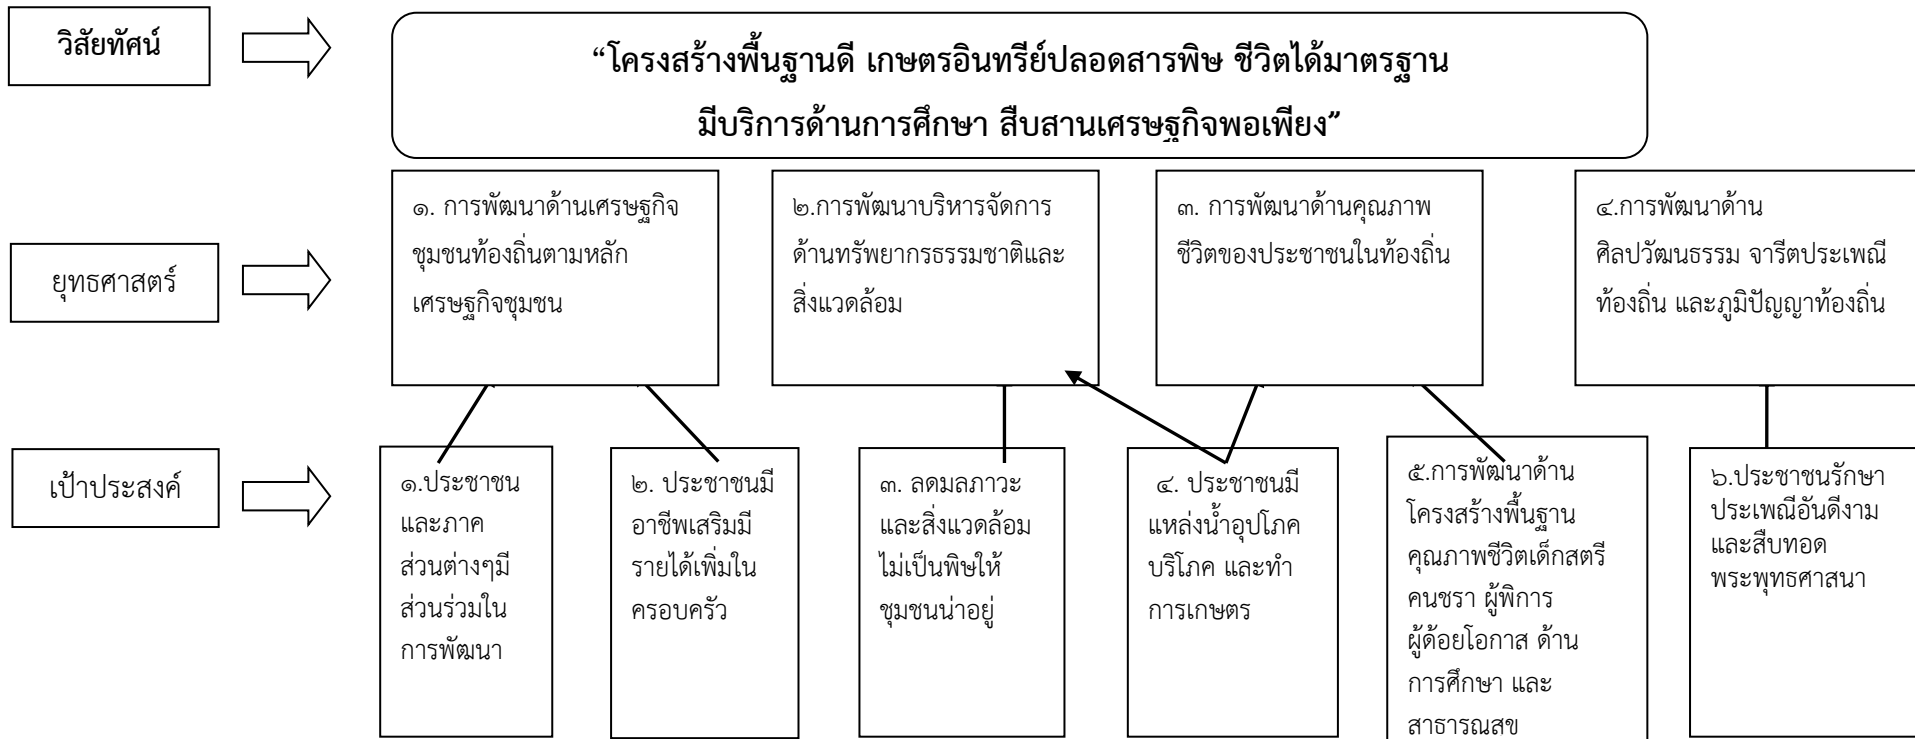 วิสัยทัศน์
“โครงสร้างพื้นฐานดี เกษตรอินทรีย์ปลอดสารพิษ ชีวิตได้มาตรฐาน
มีบริการด้านการศึกษา สืบสานเศรษฐกิจพอเพียง”
ยุทธศาสตร์
๑. การพัฒนาด้านเศรษฐกิจ
ชุมชนท้องถิ่นตามหลัก
เศรษฐกิจชุมชน
๒.การพัฒนาบริหารจัดการ
ด้านทรัพยากรธรรมชาติและ
สิ่งแวดล้อม
๓. การพัฒนาด้านคุณภาพ
ชีวิตของประชาชนในท้องถิ่น
๔.การพัฒนาด้าน
ศิลปวัฒนธรรม จารีตประเพณี
ท้องถิ่น และภูมิปัญญาท้องถิ่น
เป้าประสงค์
๑.ประชาชน
และภาค
ส่วนต่างๆมี
ส่วนร่วมใน
การพัฒนา
๒. ประชาชนมี
อาชีพเสริมมี
รายได้เพิ่มใน
ครอบครัว
๓. ลดมลภาวะ
และสิ่งแวดล้อม
ไม่เป็นพิษให้
ชุมชนน่าอยู่
๔. ประชาชนมี
แหล่งน้ำอุปโภค
บริโภค และทำ
การเกษตร
๕.การพัฒนาด้าน
โครงสร้างพื้นฐาน
คุณภาพชีวิตเด็กสตรี
คนชรา ผู้พิการ
ผู้ด้อยโอกาส ด้าน
การศึกษา และ
สาธารณสุข
๖.ประชาชนรักษา
ประเพณีอันดีงาม
และสืบทอด
พระพุทธศาสนา